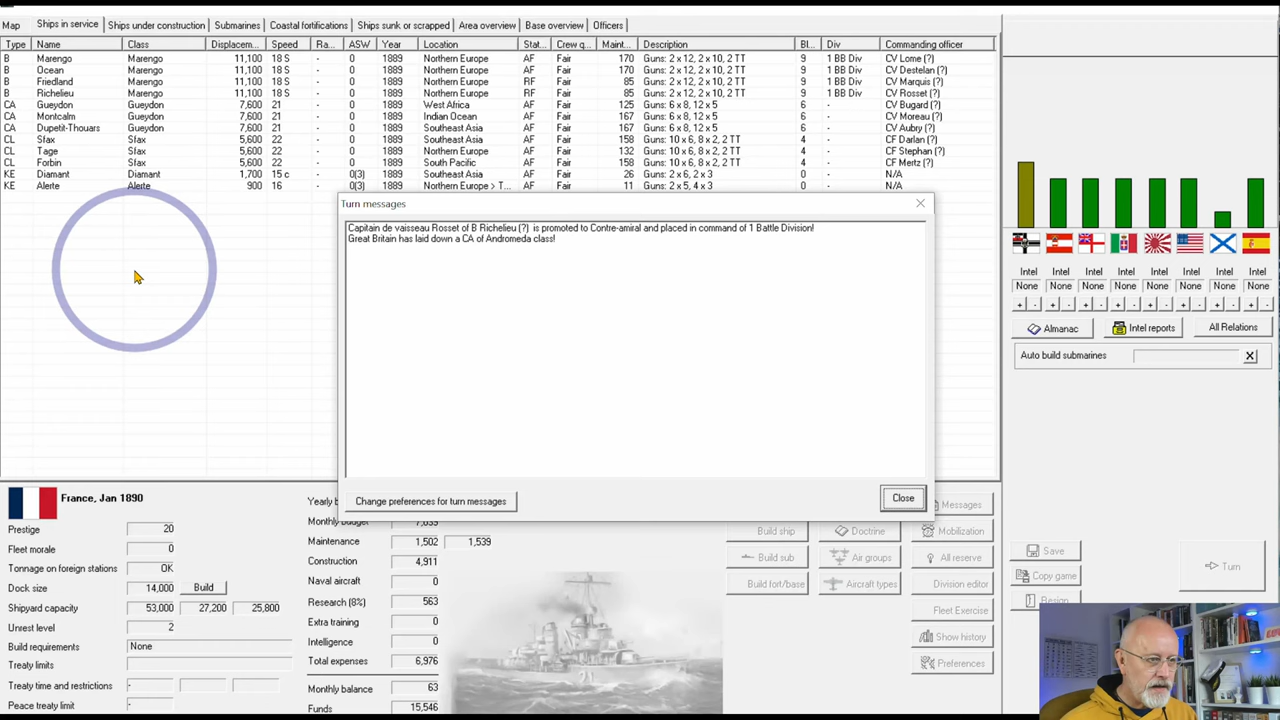 Map Ships in service Ships under construction Submarines Coastal fortifications Ships sunk or scrapped Area overview Base overview Officers
Type Name Class Displacem... Speed Ra... ASW Year Location Stat... Crew q... Maint... Description Bl... Div Commanding officer
B Marengo Marengo 11,100 18 S - 0 1889 Northern Europe AF Fair 170 Guns: 2 x 12, 2 x 10, 2 TT 9 1 BB Div CV Lome (?)
B Ocean Marengo 11,100 18 S - 0 1889 Northern Europe AF Fair 170 Guns: 2 x 12, 2 x 10, 2 TT 9 1 BB Div CV Destelan (?)
B Friedland Marengo 11,100 18 S - 0 1889 Northern Europe RF Fair 85 Guns: 2 x 12, 2 x 10, 2 TT 9 1 BB Div CV Marquis (?)
B Richelieu Marengo 11,100 18 S - 0 1889 Northern Europe RF Fair 85 Guns: 2 x 12, 2 x 10, 2 TT 9 1 BB Div CV Rosset (?)
CA Gueydon Gueydon 7,600 21 - 0 1889 West Africa AF Fair 125 Guns: 6 x 8, 12 x 5 6 - CV Bugard (?)
CA Montcalm Gueydon 7,600 21 - 0 1889 Indian Ocean AF Fair 167 Guns: 6 x 8, 12 x 5 6 - CV Moreau (?)
CA Dupetit-Thouars Gueydon 7,600 21 - 0 1889 Southeast Asia AF Fair 167 Guns: 6 x 8, 12 x 5 6 - CV Aubry (?)
CL Sfax Sfax 5,600 22 - 0 1889 Southeast Asia AF Fair 158 Guns: 10 x 6, 8 x 2, 2 TT 4 - CF Darlan (?)
CL Tage Sfax 5,600 22 - 0 1889 Northern Europe AF Fair 132 Guns: 10 x 6, 8 x 2, 2 TT 4 - CF Stephan (?)
CL Forbin Sfax 5,600 22 - 0 1889 South Pacific AF Fair 158 Guns: 10 x 6, 8 x 2, 2 TT 4 - CF Mertz (?)
KE Diamant Diamant 1,700 15 c - 0(3) 1889 Southeast Asia AF Fair 26 Guns: 2 x 6, 2 x 3 0 - N/A
KE Alerte Alerte 900 16 - 0(3) 1889 Northern Europe > T... AF Fair 11 Guns: 2 x 5, 4 x 3 0 - N/A
Turn messages
Capitain de vaisseau Rosset of B Richelieu (?) is promoted to Contre-amiral and placed in command of 1 Battle Division!
Great Britain has laid down a CA of Andromeda class!
Change preferences for turn messages Close
Intel Intel Intel Intel Intel Intel Intel Intel
None None None None None None None None
+ - + - + - + - + - + - + - + -
Almanac Intel reports All Relations
Auto build submarines X
France, Jan 1890
Prestige 20
Fleet morale 0
Tonnage on foreign stations OK
Dock size 14,000 Build
Shipyard capacity 53,000 27,200 25,800
Unrest level 2
Build requirements None
Treaty limits
Treaty time and restrictions -
Peace treaty limit -
Monthly budget
Maintenance 1,502 1,539
Construction 4,911
Naval aircraft 0
Research (8%) 563
Extra training 0
Intelligence 0
Total expenses 6,976
Monthly balance 63
Funds 15,546
Build ship Doctrine Messages
Build sub Air groups Mobilization
Build fort/base Aircraft types All reserve
Division editor
Fleet Exercise
Show history
Preferences
Save
Copy game
Resign
Turn